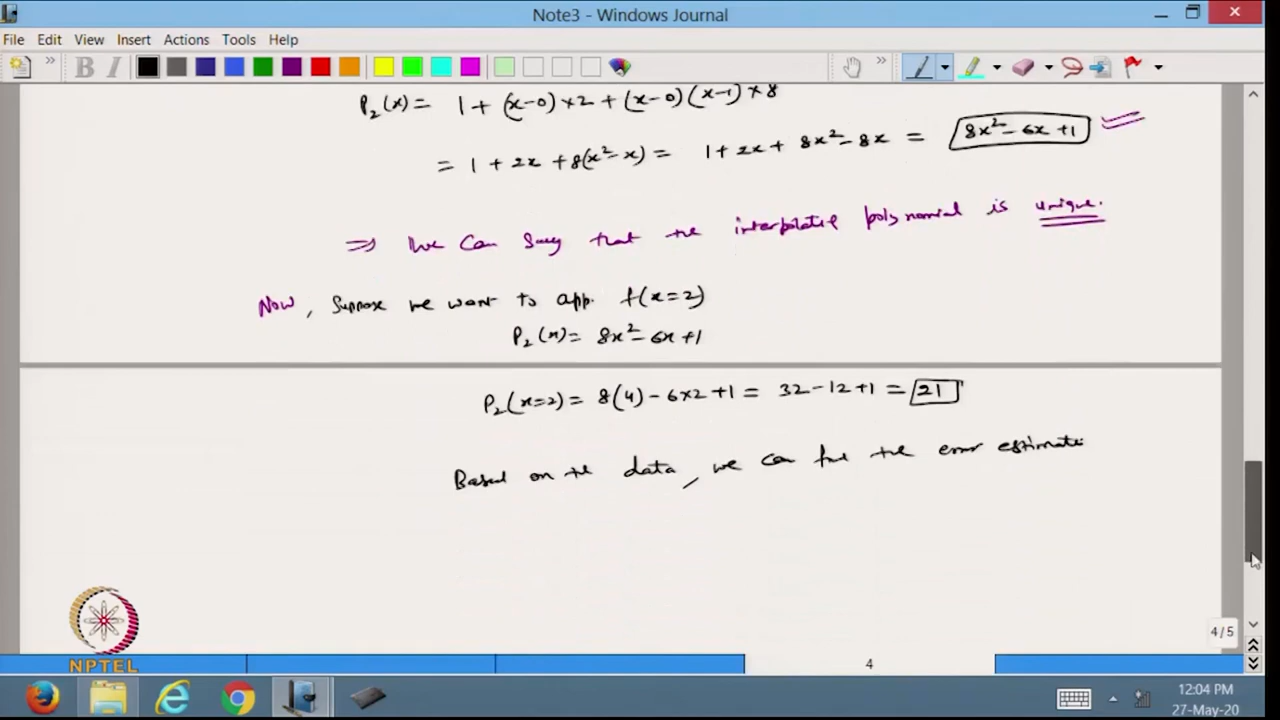 Note3 - Windows Journal
File Edit View Insert Actions Tools Help
P₂(x) = 1 + (x-0)×2 + (x-0)(x-1)×8
= 1 + 2x + 8(x²-x) = 1 + 2x + 8x²-8x = 8x²-6x+1
⇒ We can say that the interpolating polynomial is unique.
Now, Suppose we want to app. f(x=2)
P₂(x) = 8x²-6x+1
P₂(x=2) = 8(4) - 6×2 + 1 = 32-12+1 = 21
Based on the data, we can the error estimate
4/5
NPTEL
4
12:04 PM
27-May-20